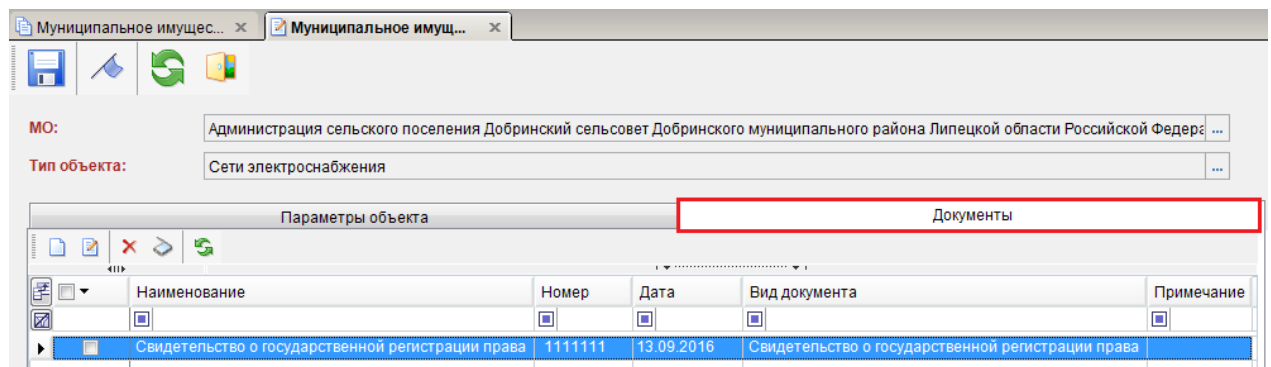 Муниципальное имущес... Муниципальное имущ...
МО: Администрация сельского поселения Добринский сельсовет Добринского муниципального района Липецкой области Российской Федера ...
Тип объекта: Сети электроснабжения ...
Параметры объекта Документы
Наименование Номер Дата Вид документа Примечание
Свидетельство о государственной регистрации права 1111111 13.09.2016 Свидетельство о государственной регистрации права